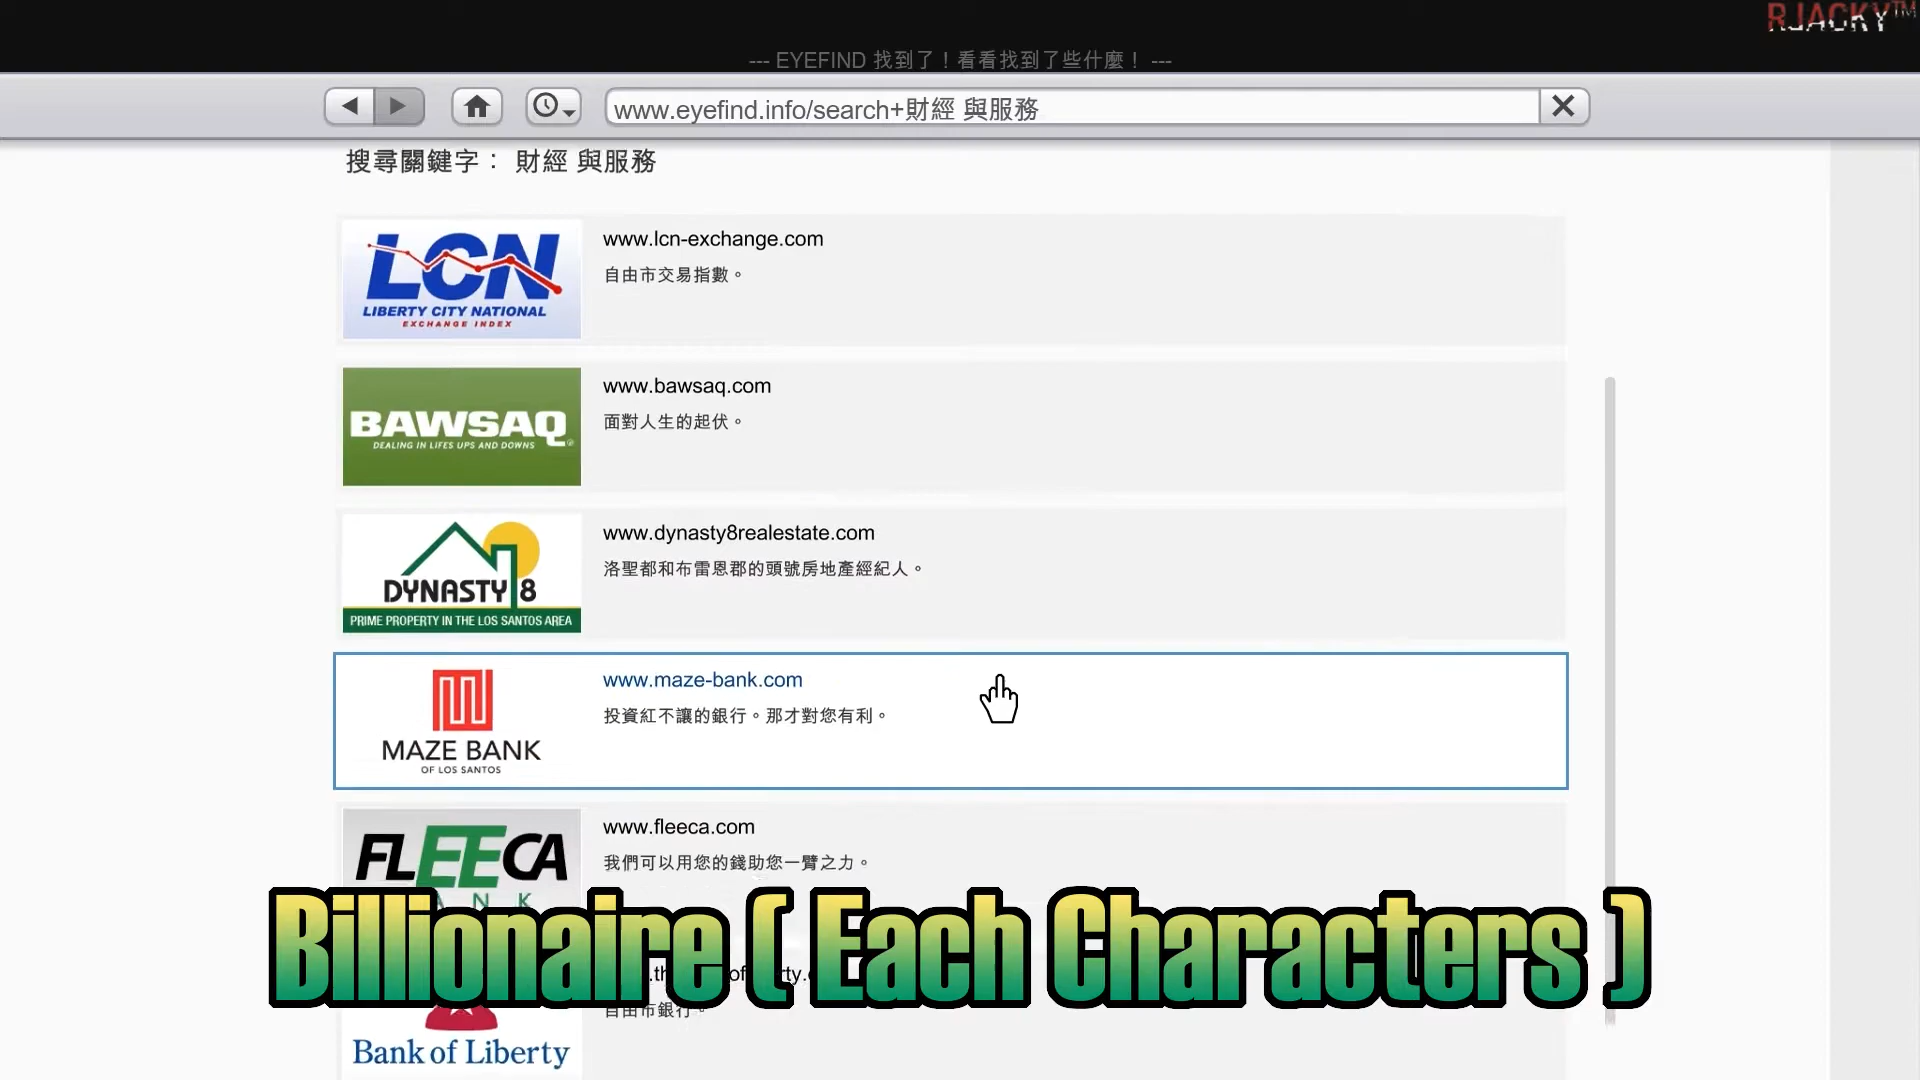 RJACKY™
--- EYEFIND 找到了！看看找到了些什麼！ ---
www.eyefind.info/search+財經 與服務
搜尋關鍵字： 財經 與服務
LCN
LIBERTY CITY NATIONAL
EXCHANGE INDEX
www.lcn-exchange.com
自由市交易指數。
BAWSAQ
DEALING IN LIFES UPS AND DOWNS
www.bawsaq.com
面對人生的起伏。
DYNASTY 8
PRIME PROPERTY IN THE LOS SANTOS AREA
www.dynasty8realestate.com
洛聖都和布雷恩郡的頭號房地產經紀人。
MAZE BANK
OF LOS SANTOS
www.maze-bank.com
投資紅不讓的銀行。那才對您有利。
FLEECA
www.fleeca.com
我們可以用您的錢助您一臂之力。
Billionaire ( Each Characters )
自由市銀行。
Bank of Liberty